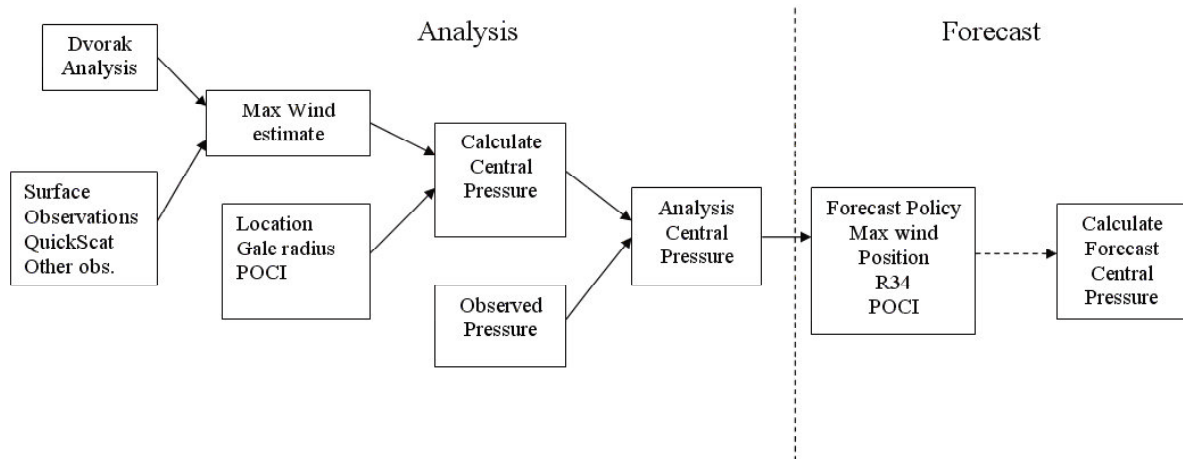 Analysis
Forecast
Dvorak
Analysis
Max Wind
estimate
Surface
Observations
QuickScat
Other obs.
Location
Gale radius
POCI
Calculate
Central
Pressure
Observed
Pressure
Analysis
Central
Pressure
Forecast Policy
Max wind
Position
R34
POCI
Calculate
Forecast
Central
Pressure